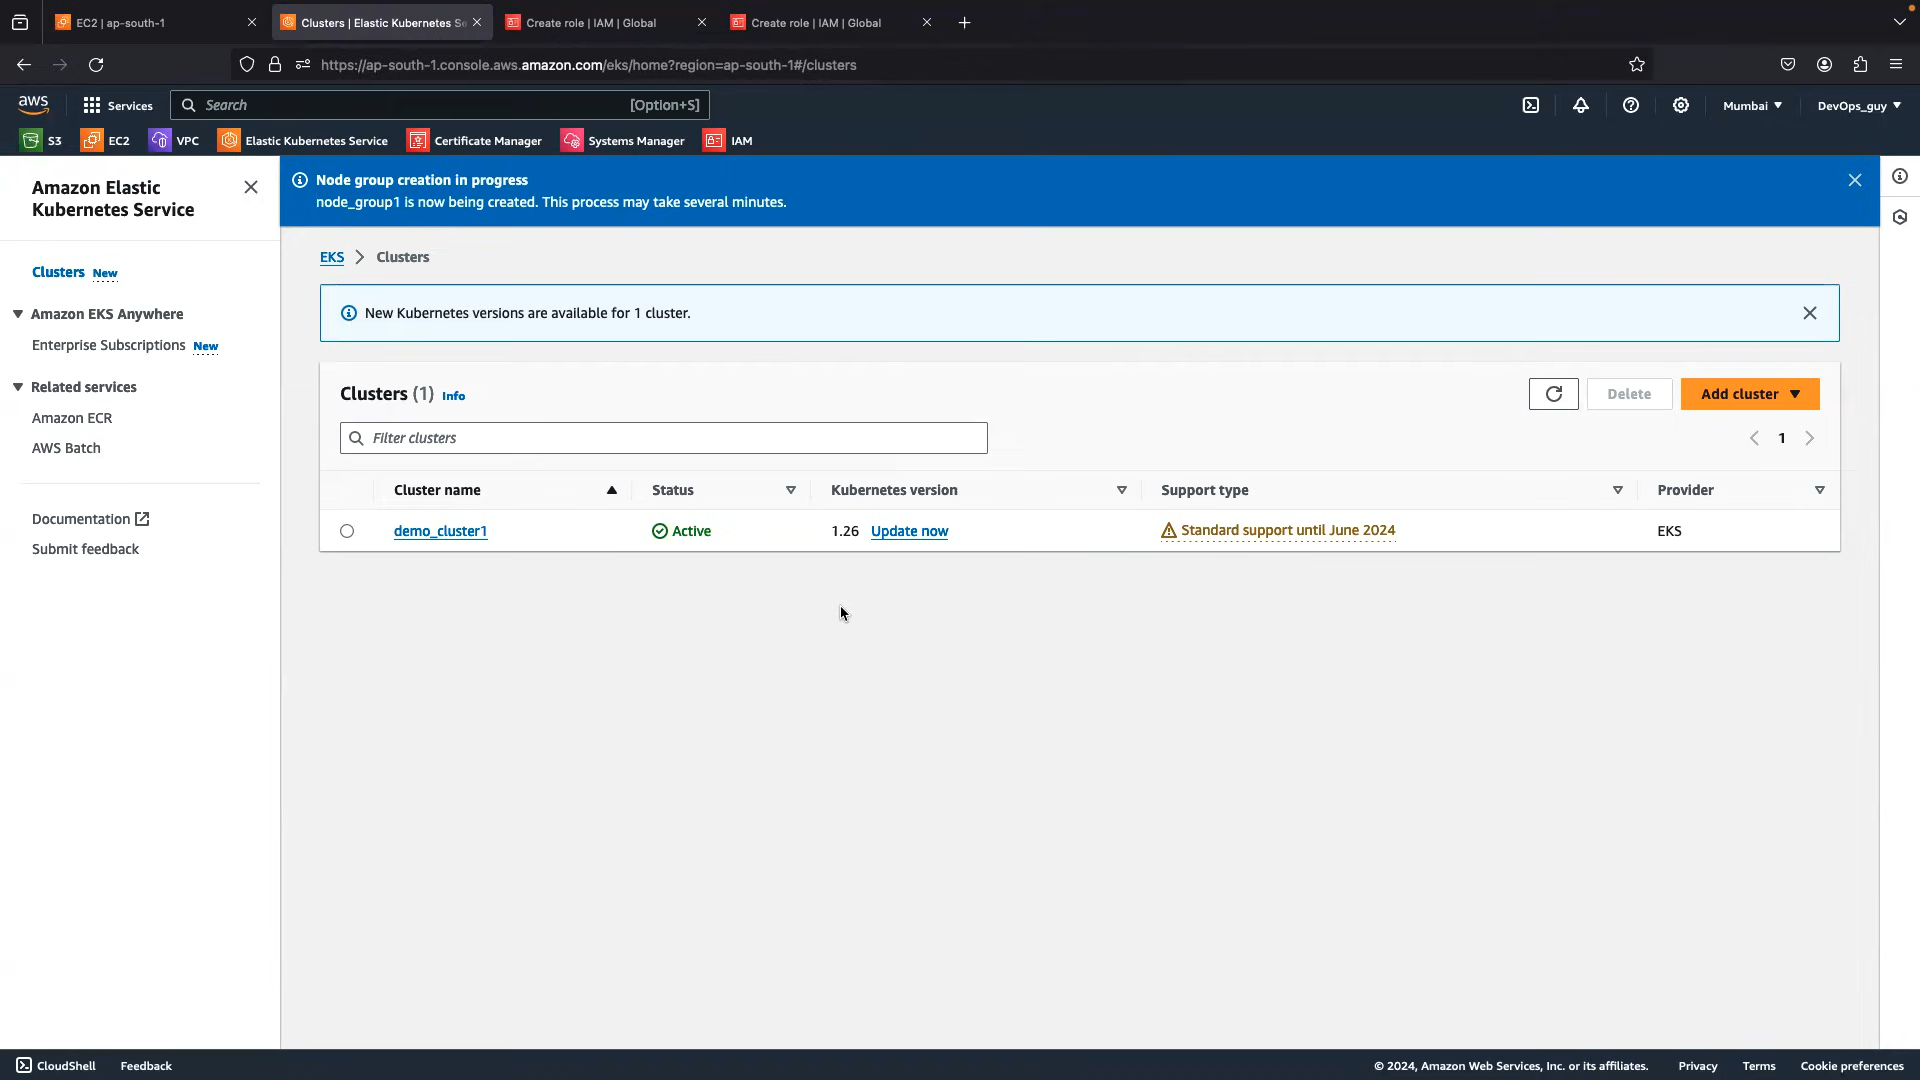 EC2 | ap-south-1
Clusters | Elastic Kubernetes Se
Create role | IAM | Global
Create role | IAM | Global
https://ap-south-1.console.aws.amazon.com/eks/home?region=ap-south-1#/clusters
aws
Services
Search
[Option+S]
Mumbai
DevOps_guy
S3
EC2
VPC
Elastic Kubernetes Service
Certificate Manager
Systems Manager
IAM
Amazon Elastic
Kubernetes Service
Clusters New
Amazon EKS Anywhere
Enterprise Subscriptions New
Related services
Amazon ECR
AWS Batch
Documentation
Submit feedback
Node group creation in progress
node_group1 is now being created. This process may take several minutes.
EKS > Clusters
New Kubernetes versions are available for 1 cluster.
Clusters (1) Info
Delete
Add cluster
Filter clusters
1
Cluster name
Status
Kubernetes version
Support type
Provider
demo_cluster1
Active
1.26 Update now
Standard support until June 2024
EKS
CloudShell
Feedback
© 2024, Amazon Web Services, Inc. or its affiliates.
Privacy
Terms
Cookie preferences